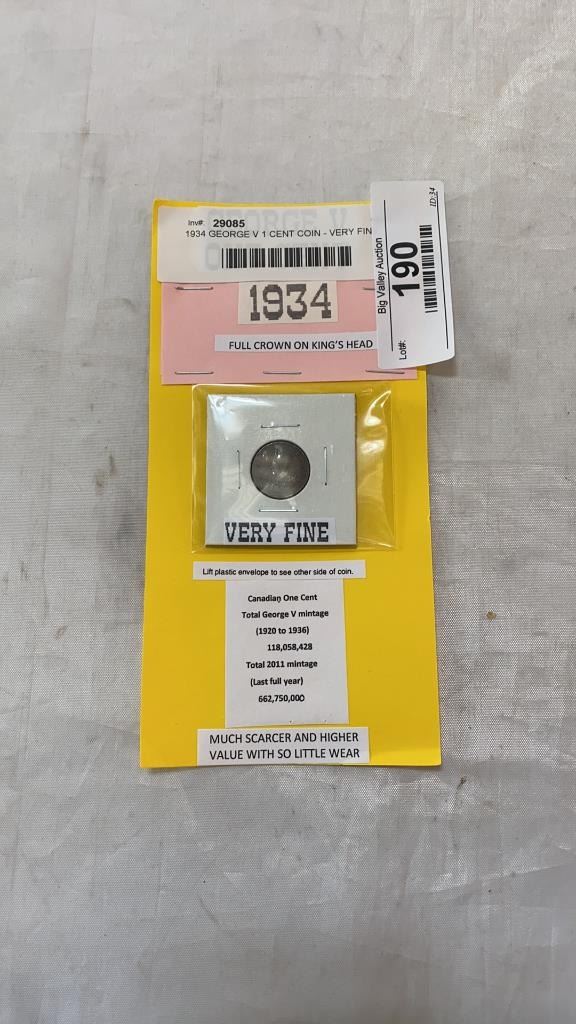 Inv#: 29085
1934 GEORGE V 1 CENT COIN - VERY FIN
Big Valley Auction
Lot#: 190
ID:34
GEORGE V
1934
FULL CROWN ON KING'S HEAD
VERY FINE
Lift plastic envelope to see other side of coin.
Canadian One Cent
Total George V mintage
(1920 to 1936)
118,058,428
Total 2011 mintage
(Last full year)
662,750,000
MUCH SCARCER AND HIGHER
VALUE WITH SO LITTLE WEAR